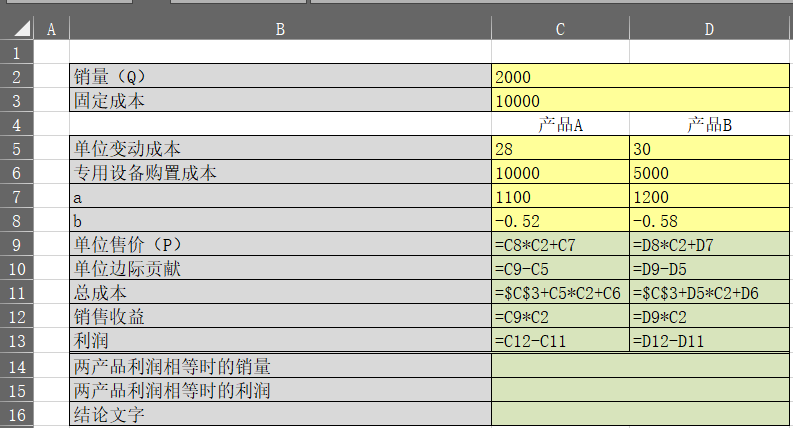 A B C D
1
2 销量（Q） 2000
3 固定成本 10000
4 产品A 产品B
5 单位变动成本 28 30
6 专用设备购置成本 10000 5000
7 a 1100 1200
8 b -0.52 -0.58
9 单位售价（P） =C8*C2+C7 =D8*C2+D7
10 单位边际贡献 =C9-C5 =D9-D5
11 总成本 =$C$3+C5*C2+C6 =$C$3+D5*C2+D6
12 销售收益 =C9*C2 =D9*C2
13 利润 =C12-C11 =D12-D11
14 两产品利润相等时的销量
15 两产品利润相等时的利润
16 结论文字